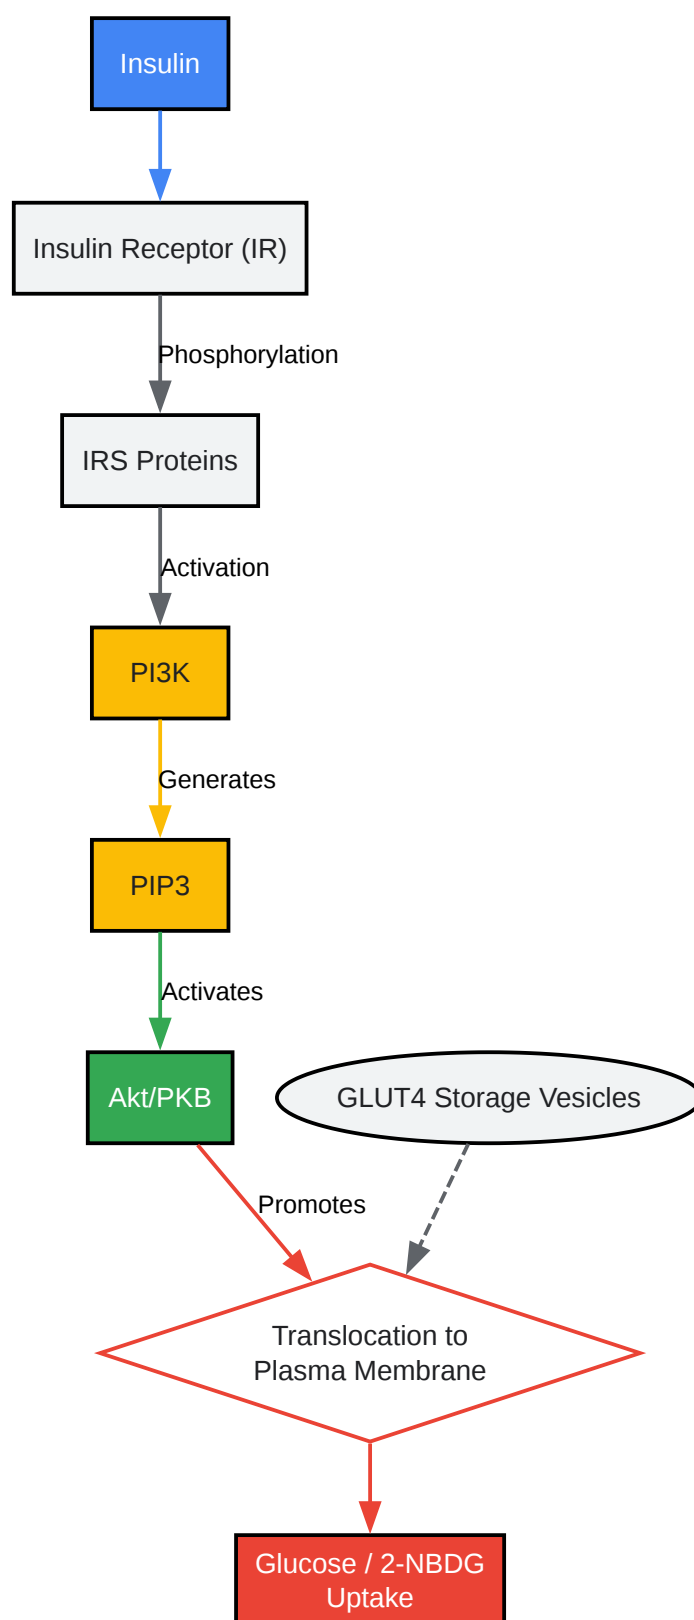 Insulin
Insulin Receptor (IR)
Phosphorylation
IRS Proteins
Activation
PI3K
Generates
PIP3
Activates
Akt/PKB
GLUT4 Storage Vesicles
Promotes
Translocation to
Plasma Membrane
Glucose / 2-NBDG
Uptake